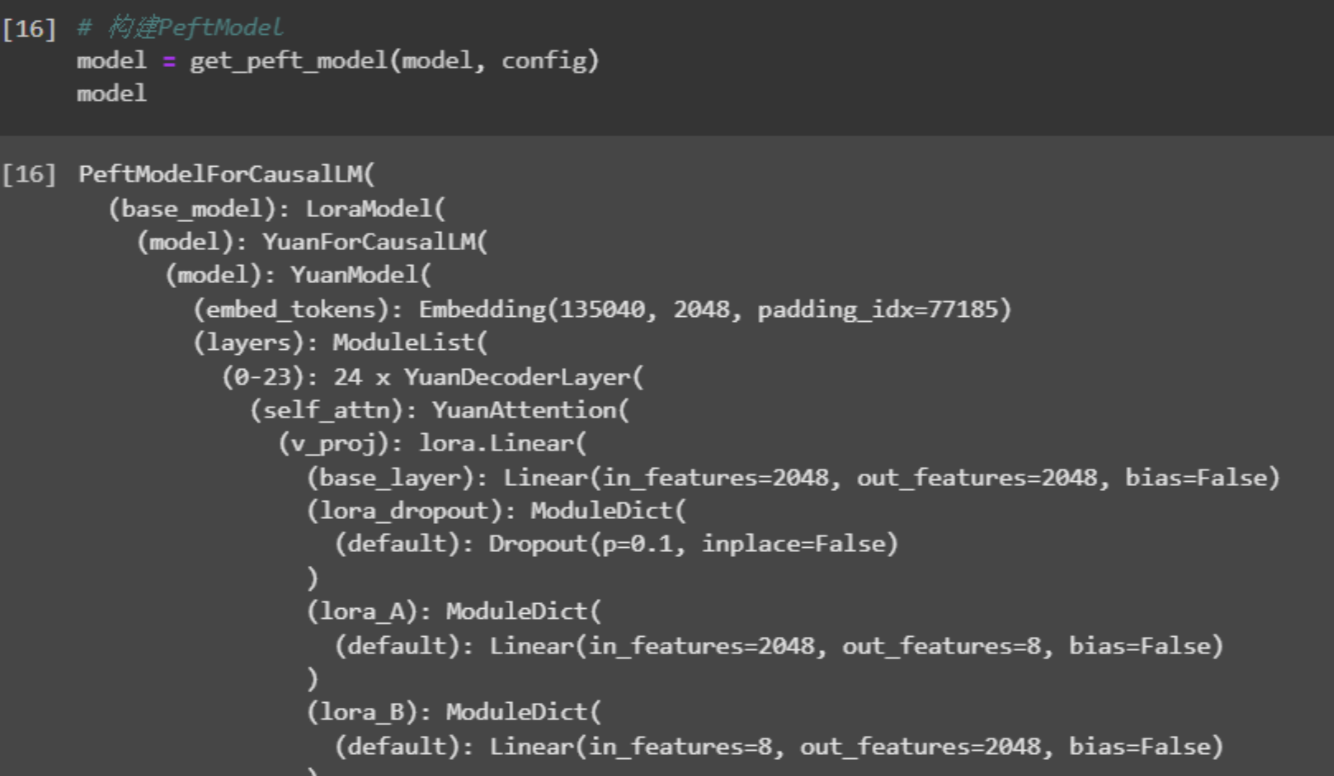 [16] # 构建PeftModel
model = get_peft_model(model, config)
model
[16] PeftModelForCausalLM(
(base_model): LoraModel(
(model): YuanForCausalLM(
(model): YuanModel(
(embed_tokens): Embedding(135040, 2048, padding_idx=77185)
(layers): ModuleList(
(0-23): 24 x YuanDecoderLayer(
(self_attn): YuanAttention(
(v_proj): lora.Linear(
(base_layer): Linear(in_features=2048, out_features=2048, bias=False)
(lora_dropout): ModuleDict(
(default): Dropout(p=0.1, inplace=False)
)
(lora_A): ModuleDict(
(default): Linear(in_features=2048, out_features=8, bias=False)
)
(lora_B): ModuleDict(
(default): Linear(in_features=8, out_features=2048, bias=False)
)